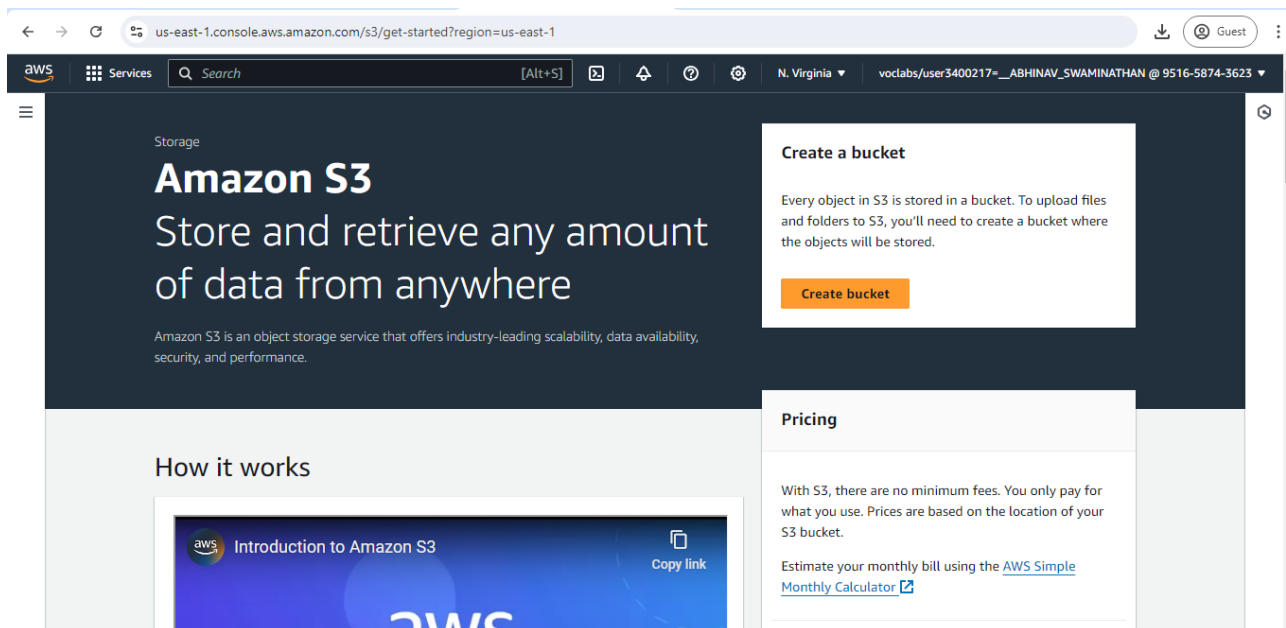 us-east-1.console.aws.amazon.com/s3/get-started?region=us-east-1
Guest
aws
Services
Search
[Alt+S]
N. Virginia
voclabs/user3400217=__ABHINAV_SWAMINATHAN @ 9516-5874-3623
Storage
Amazon S3
Store and retrieve any amount
of data from anywhere
Amazon S3 is an object storage service that offers industry-leading scalability, data availability,
security, and performance.
Create a bucket
Every object in S3 is stored in a bucket. To upload files
and folders to S3, you'll need to create a bucket where
the objects will be stored.
Create bucket
How it works
aws
Introduction to Amazon S3
Copy link
aws
Pricing
With S3, there are no minimum fees. You only pay for
what you use. Prices are based on the location of your
S3 bucket.
Estimate your monthly bill using the AWS Simple
Monthly Calculator